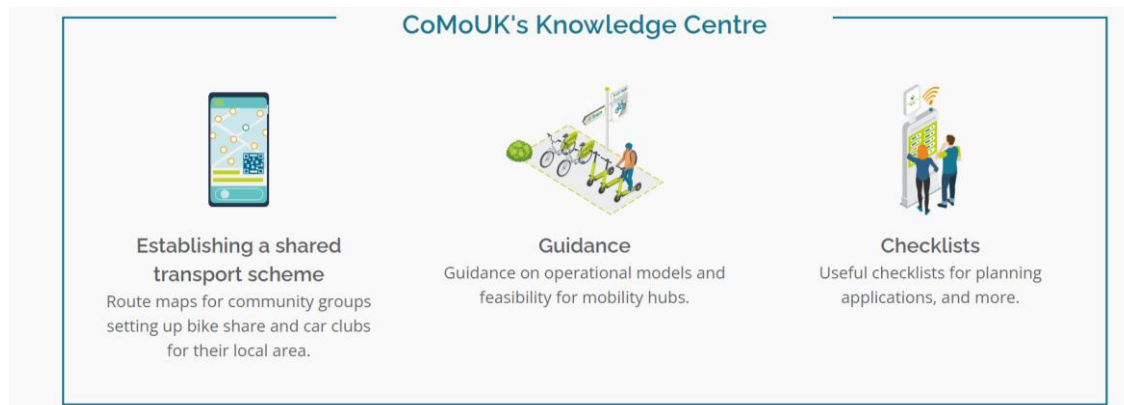 CoMoUK's Knowledge Centre
Establishing a shared
transport scheme
Route maps for community groups
setting up bike share and car clubs
for their local area.
Guidance
Guidance on operational models and
feasibility for mobility hubs.
Checklists
Useful checklists for planning
applications, and more.